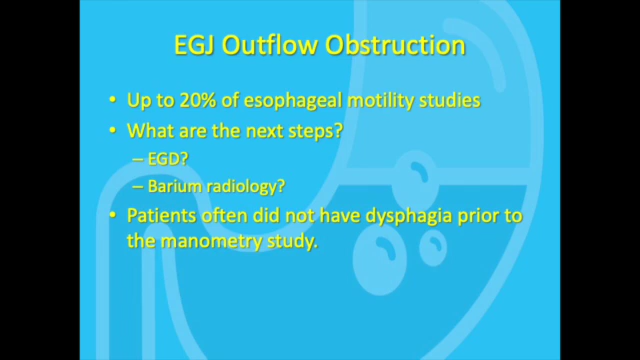 EGJ Outflow Obstruction
• Up to 20% of esophageal motility studies
• What are the next steps?
– EGD?
– Barium radiology?
• Patients often did not have dysphagia prior to
the manometry study.